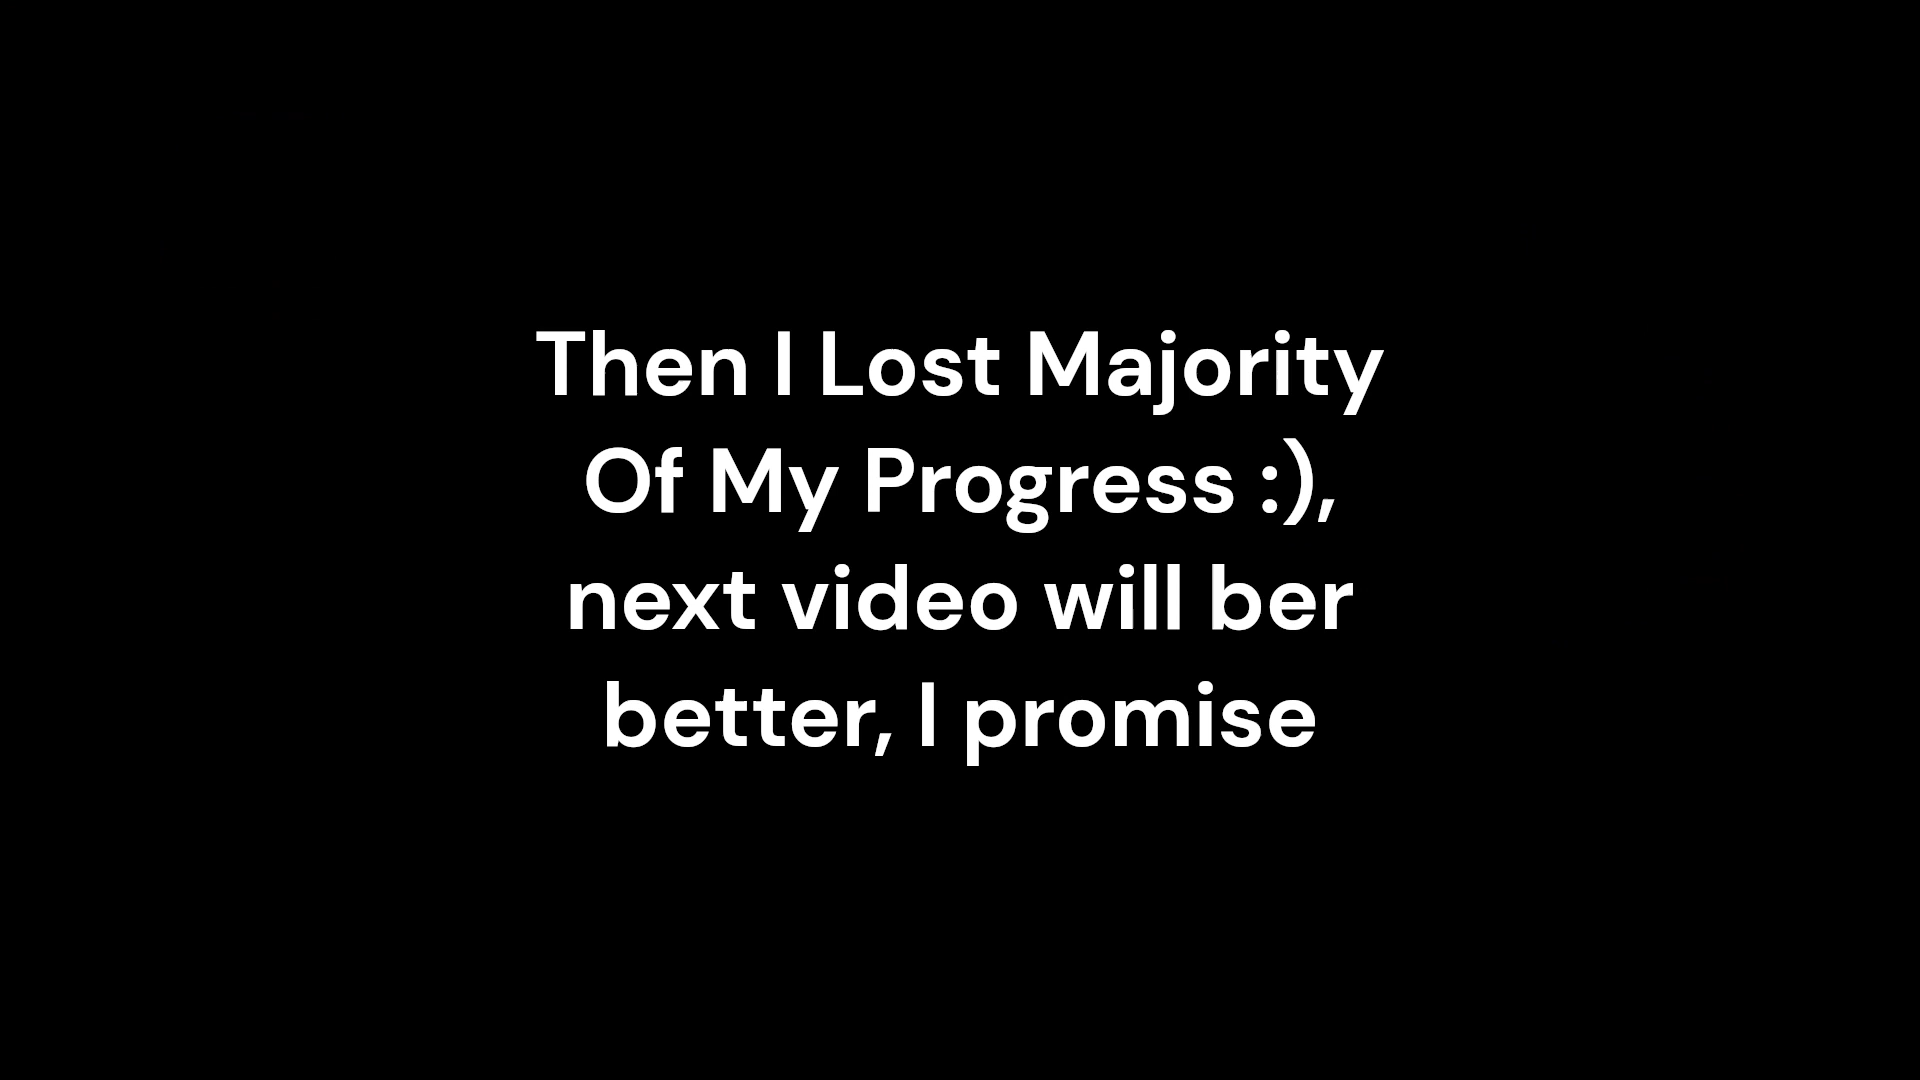 Then I Lost Majority
Of My Progress :),
next video will ber
better, I promise